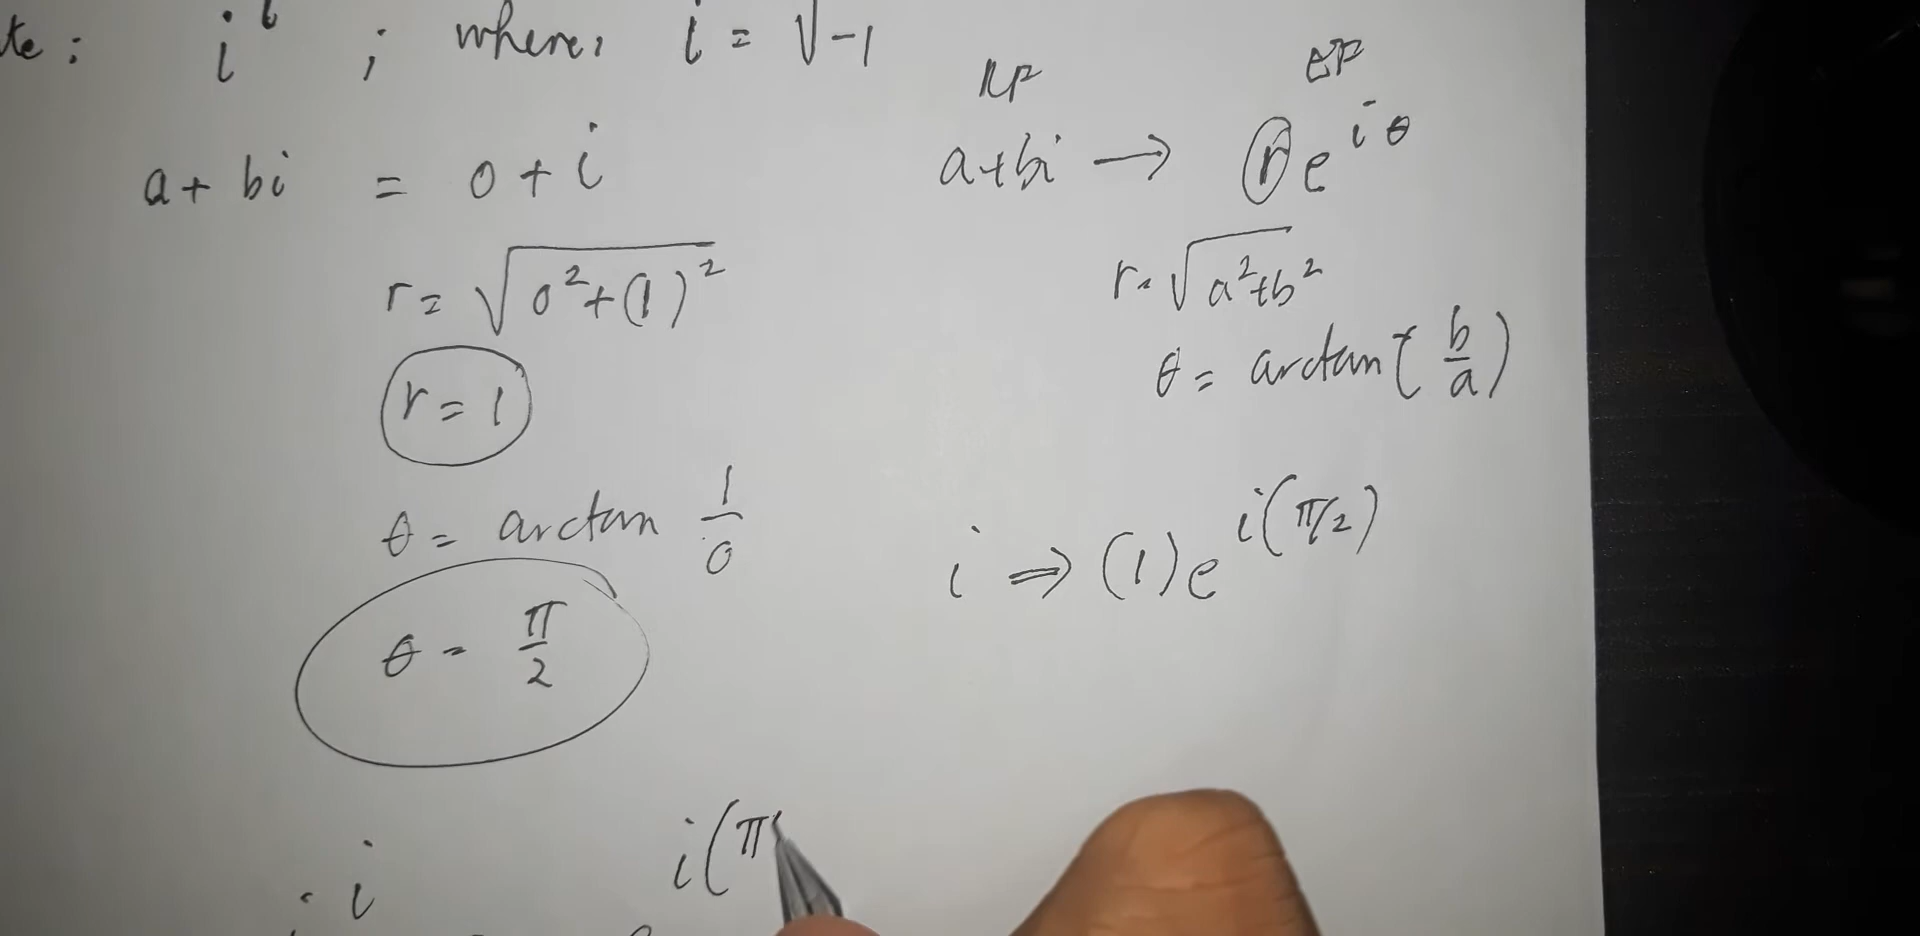 te: i^i ; where, i = √-1
RF EF
a + bi = 0 + i a+bi → r e^{iθ}
r = √(0² + (1)²) r = √(a²+b²)
r = 1 θ = arctan(b/a)
θ = arctan 1/0 i ⇒ (1)e^{i(π/2)}
θ = π/2
i i(π